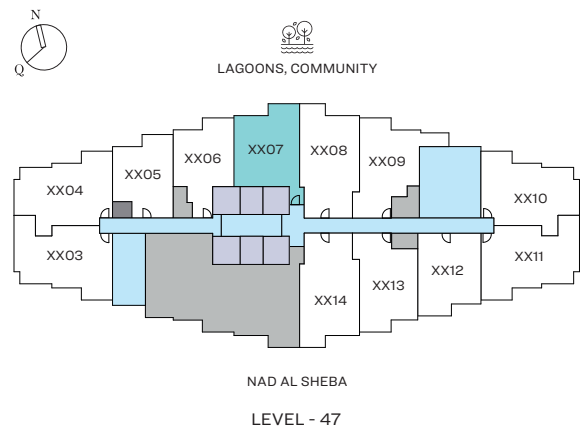 N
Q
LAGOONS, COMMUNITY
XX07
XX08
XX06
XX09
XX05
XX04
XX10
XX03
XX11
XX12
XX13
XX14
NAD AL SHEBA
LEVEL - 47